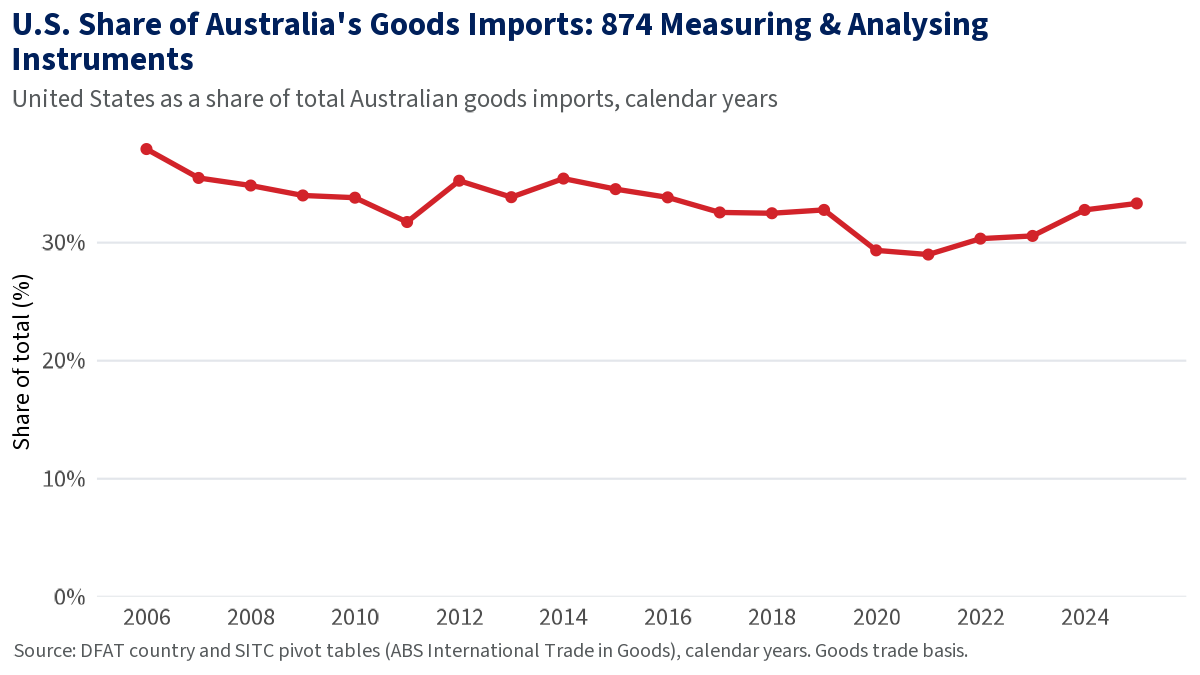 U.S. Share of Australia's Goods Imports: 874 Measuring & Analysing
Instruments
United States as a share of total Australian goods imports, calendar years
Share of total (%)
30%
20%
10%
0%
2006 2008 2010 2012 2014 2016 2018 2020 2022 2024
Source: DFAT country and SITC pivot tables (ABS International Trade in Goods), calendar years. Goods trade basis.